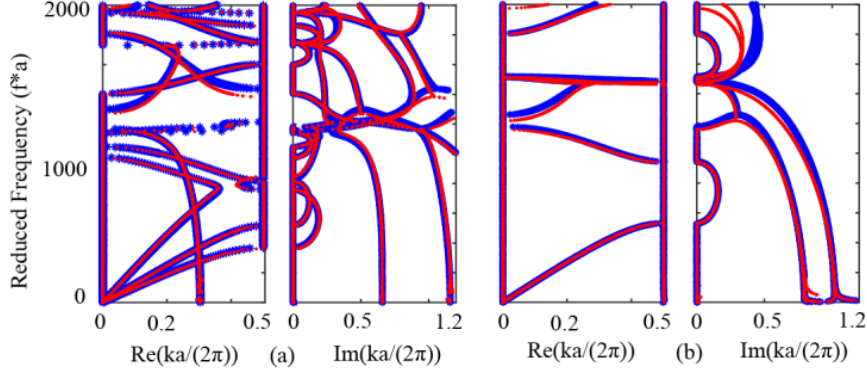 2000
1000
0
Reduced Frequency (f*a)
0 0.2 0.5 0 0.5 1.2 0 0.2 0.5 0 0.5 1.2
Re(ka/(2π)) (a) Im(ka/(2π)) Re(ka/(2π)) (b) Im(ka/(2π))